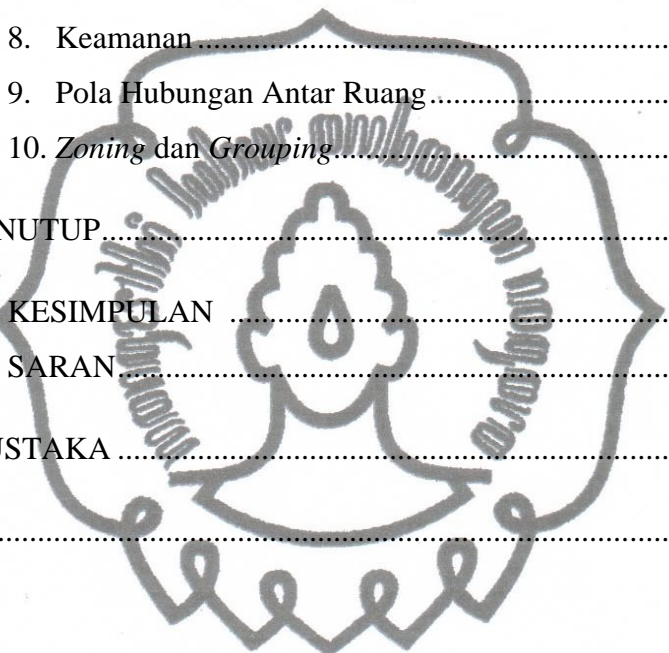 8. Keamanan ................................................................
9. Pola Hubungan Antar Ruang ................................
10. Zoning dan Grouping ............................................
NUTUP ................................................................
KESIMPULAN ................................................................
SARAN ................................................................
USTAKA ................................................................
................................................................